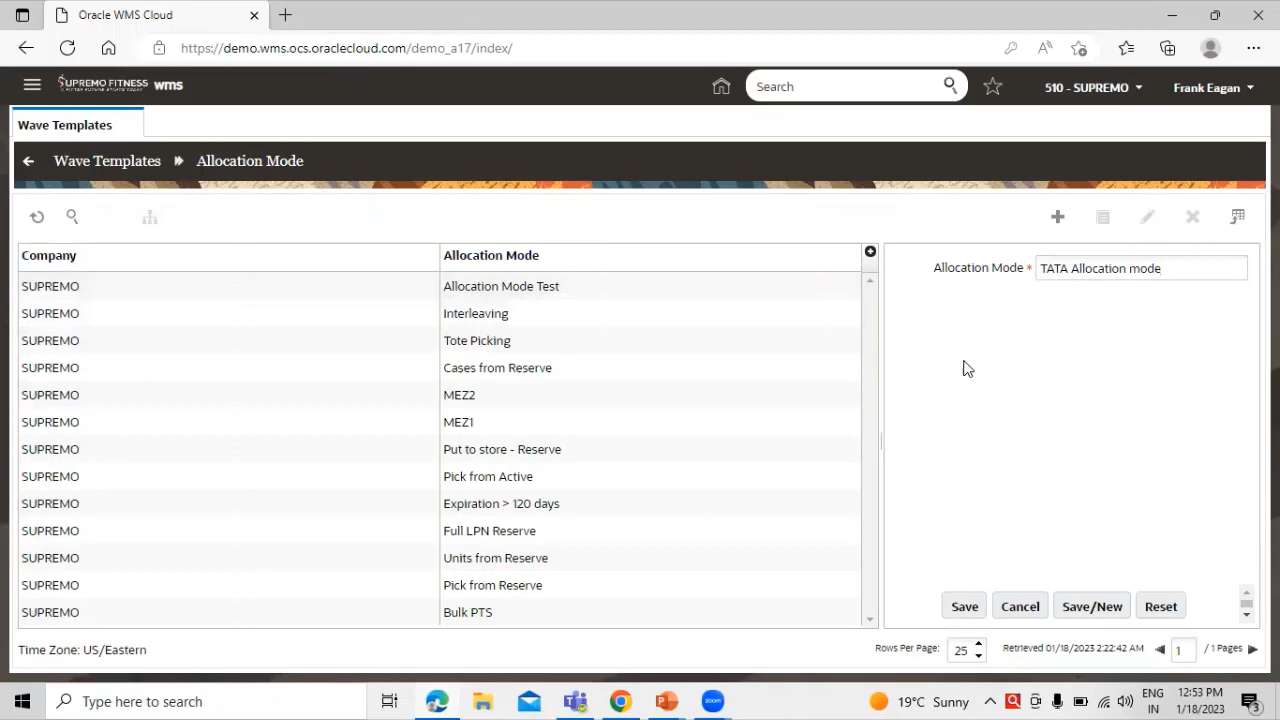 Oracle WMS Cloud
https://demo.wms.ocs.oraclecloud.com/demo_a17/index/
SUPREMO FITNESS wms
Search
510 - SUPREMO
Frank Eagan
Wave Templates
Wave Templates Allocation Mode
Company Allocation Mode
SUPREMO Allocation Mode Test
SUPREMO Interleaving
SUPREMO Tote Picking
SUPREMO Cases from Reserve
SUPREMO MEZ2
SUPREMO MEZ1
SUPREMO Put to store - Reserve
SUPREMO Pick from Active
SUPREMO Expiration > 120 days
SUPREMO Full LPN Reserve
SUPREMO Units from Reserve
SUPREMO Pick from Reserve
SUPREMO Bulk PTS
Allocation Mode * TATA Allocation mode
Save Cancel Save/New Reset
Time Zone: US/Eastern
Rows Per Page: 25 Retrieved 01/18/2023 2:22:42 AM 1 / 1 Pages
Type here to search
19°C Sunny
ENG
IN
12:53 PM
1/18/2023
3